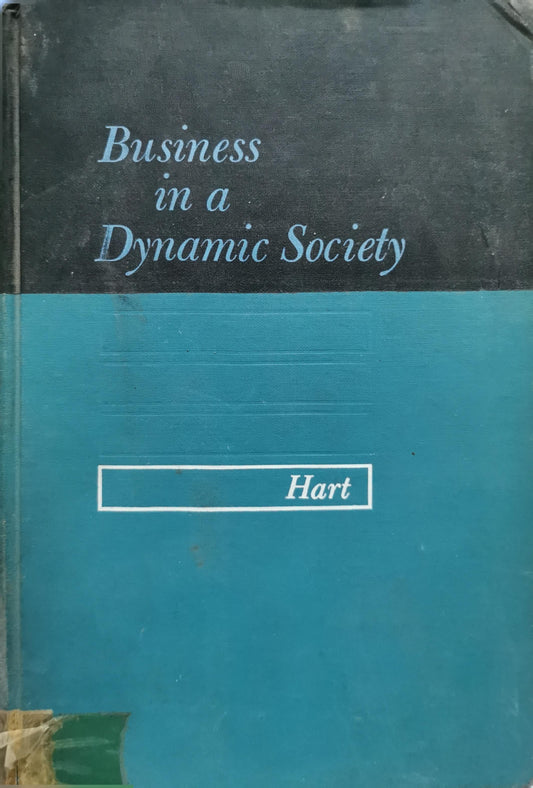 Business
in a
Dynamic Society
Hart